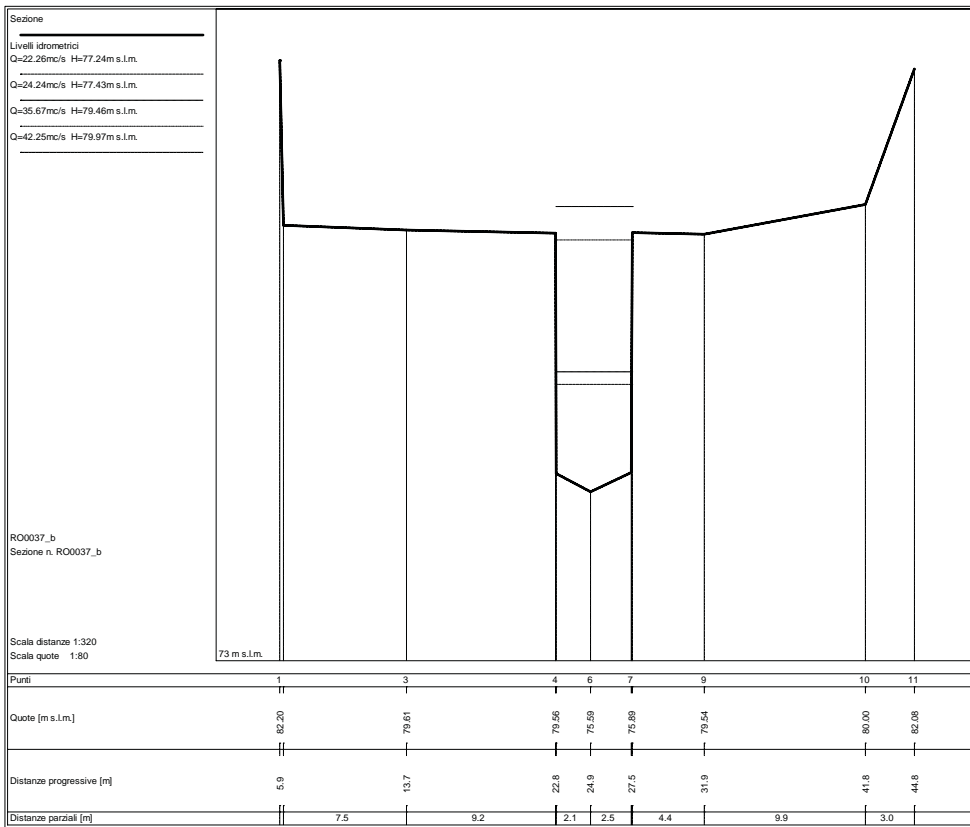 Sezione
Livelli idrometrici
Q=22.26mc/s H=77.24m s.l.m.
Q=24.24mc/s H=77.43m s.l.m.
Q=35.67mc/s H=79.46m s.l.m.
Q=42.25mc/s H=79.97m s.l.m.
RO0037_b
Sezione n. RO0037_b
Scala distanze 1:320
Scala quote 1:80
73 m s.l.m.
Punti 1 3 4 6 7 9 10 11
Quote [m s.l.m.] 82.20 79.61 79.56 75.59 75.89 79.54 80.00 82.08
Distanze progressive [m] 5.9 13.7 22.8 24.9 27.5 31.9 41.8 44.8
Distanze parziali [m] 7.5 9.2 2.1 2.5 4.4 9.9 3.0